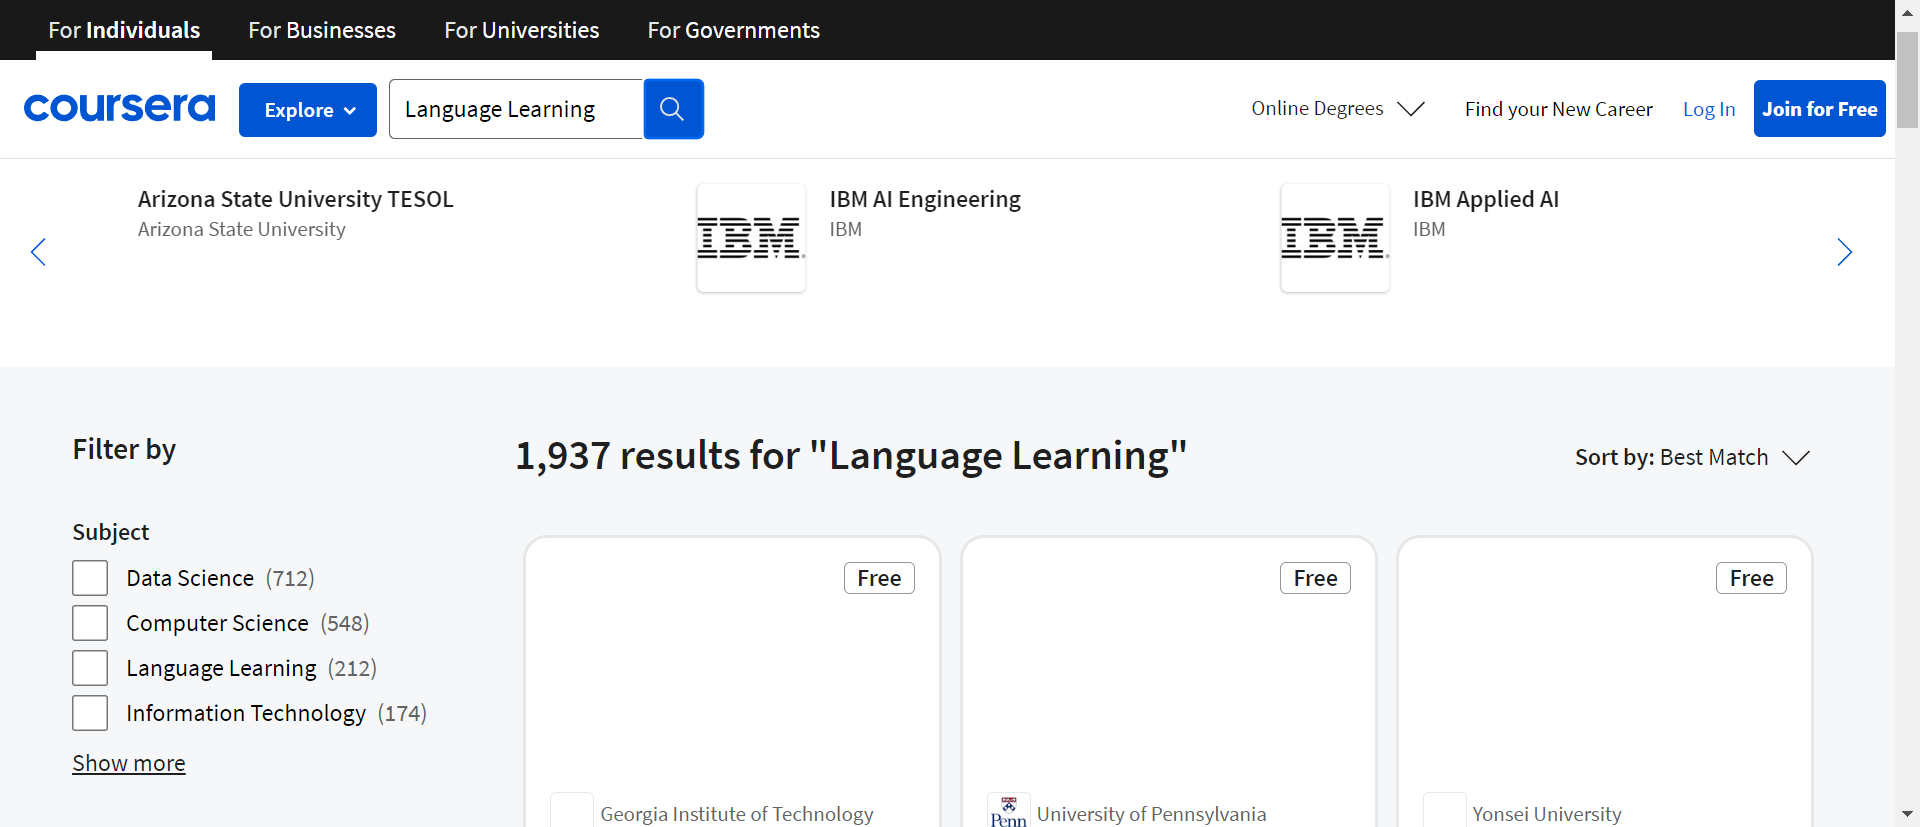 For Individuals For Businesses For Universities For Governments
coursera Explore Language Learning Online Degrees Find your New Career Log In Join for Free
Arizona State University TESOL
Arizona State University
IBM
IBM AI Engineering
IBM
IBM
IBM Applied AI
IBM
Filter by
1,937 results for "Language Learning"
Sort by: Best Match
Subject
Data Science (712)
Computer Science (548)
Language Learning (212)
Information Technology (174)
Show more
Free
Free
Free
Georgia Institute of Technology
Penn
University of Pennsylvania
Yonsei University